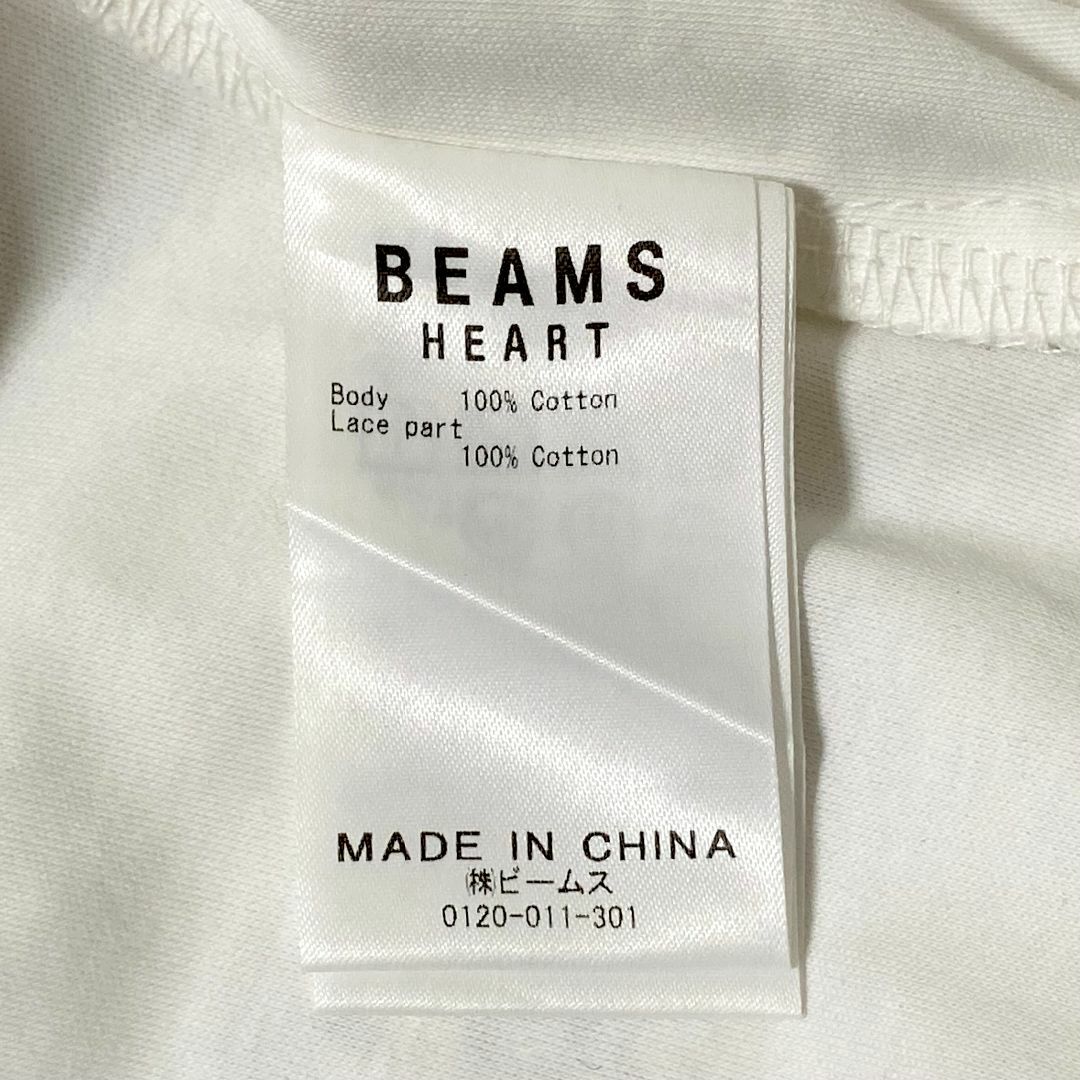 BEAMS
HEART
Body 100% Cotton
Lace part
100% Cotton
MADE IN CHINA
㈱ビームス
0120-011-301